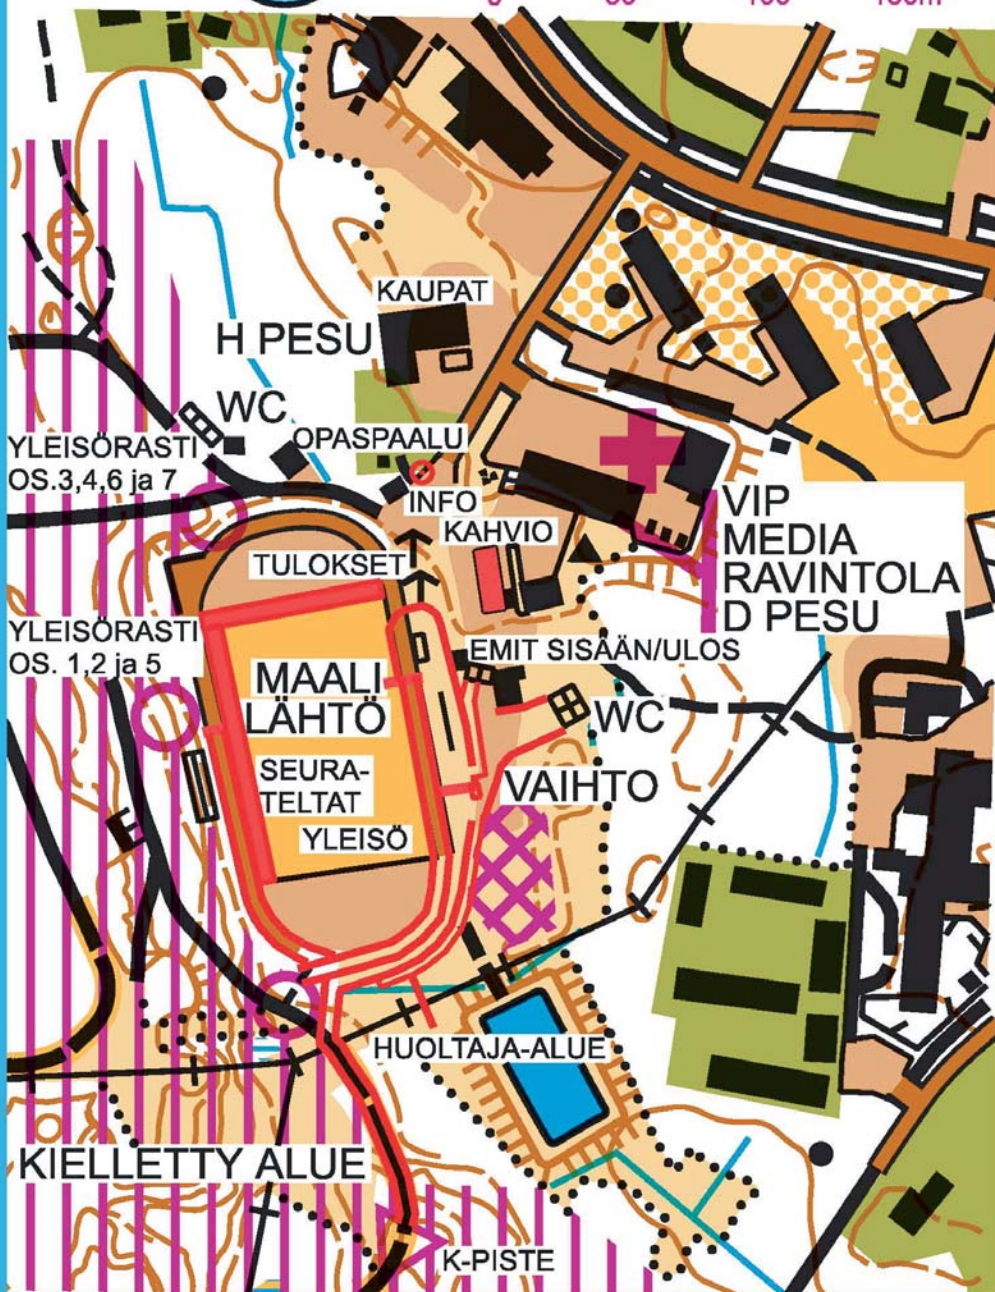 KAUPAT
H PESU
WC
OPASPAALU
YLEISÖRASTI
OS.3,4,6 ja 7
INFO
KAHVIO
VIP
MEDIA
RAVINTOLA
D PESU
TULOKSET
YLEISÖRASTI
OS. 1,2 ja 5
EMIT SISÄÄN/ULOS
MAALI
LÄHTÖ
WC
SEURA-
TELTAT
VAIHTO
YLEISÖ
HUOLTAJA-ALUE
KIELLETTY ALUE
K-PISTE